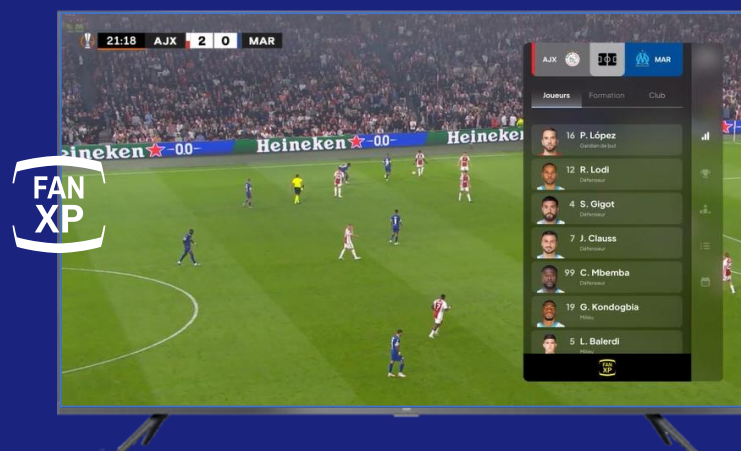 21:18 AJX 2 0 MAR
AJX MAR
Joueurs Formation Club
Heineken 0.0
Heineken 0.0
Heineken
16 P. López
Gardien de but
12 R. Lodi
Défenseur
4 S. Gigot
Défenseur
7 J. Clauss
Défenseur
99 C. Mbemba
Défenseur
19 G. Kondogbia
Milieu
5 L. Balerdi
Milieu
FAN
XP
FAN
XP